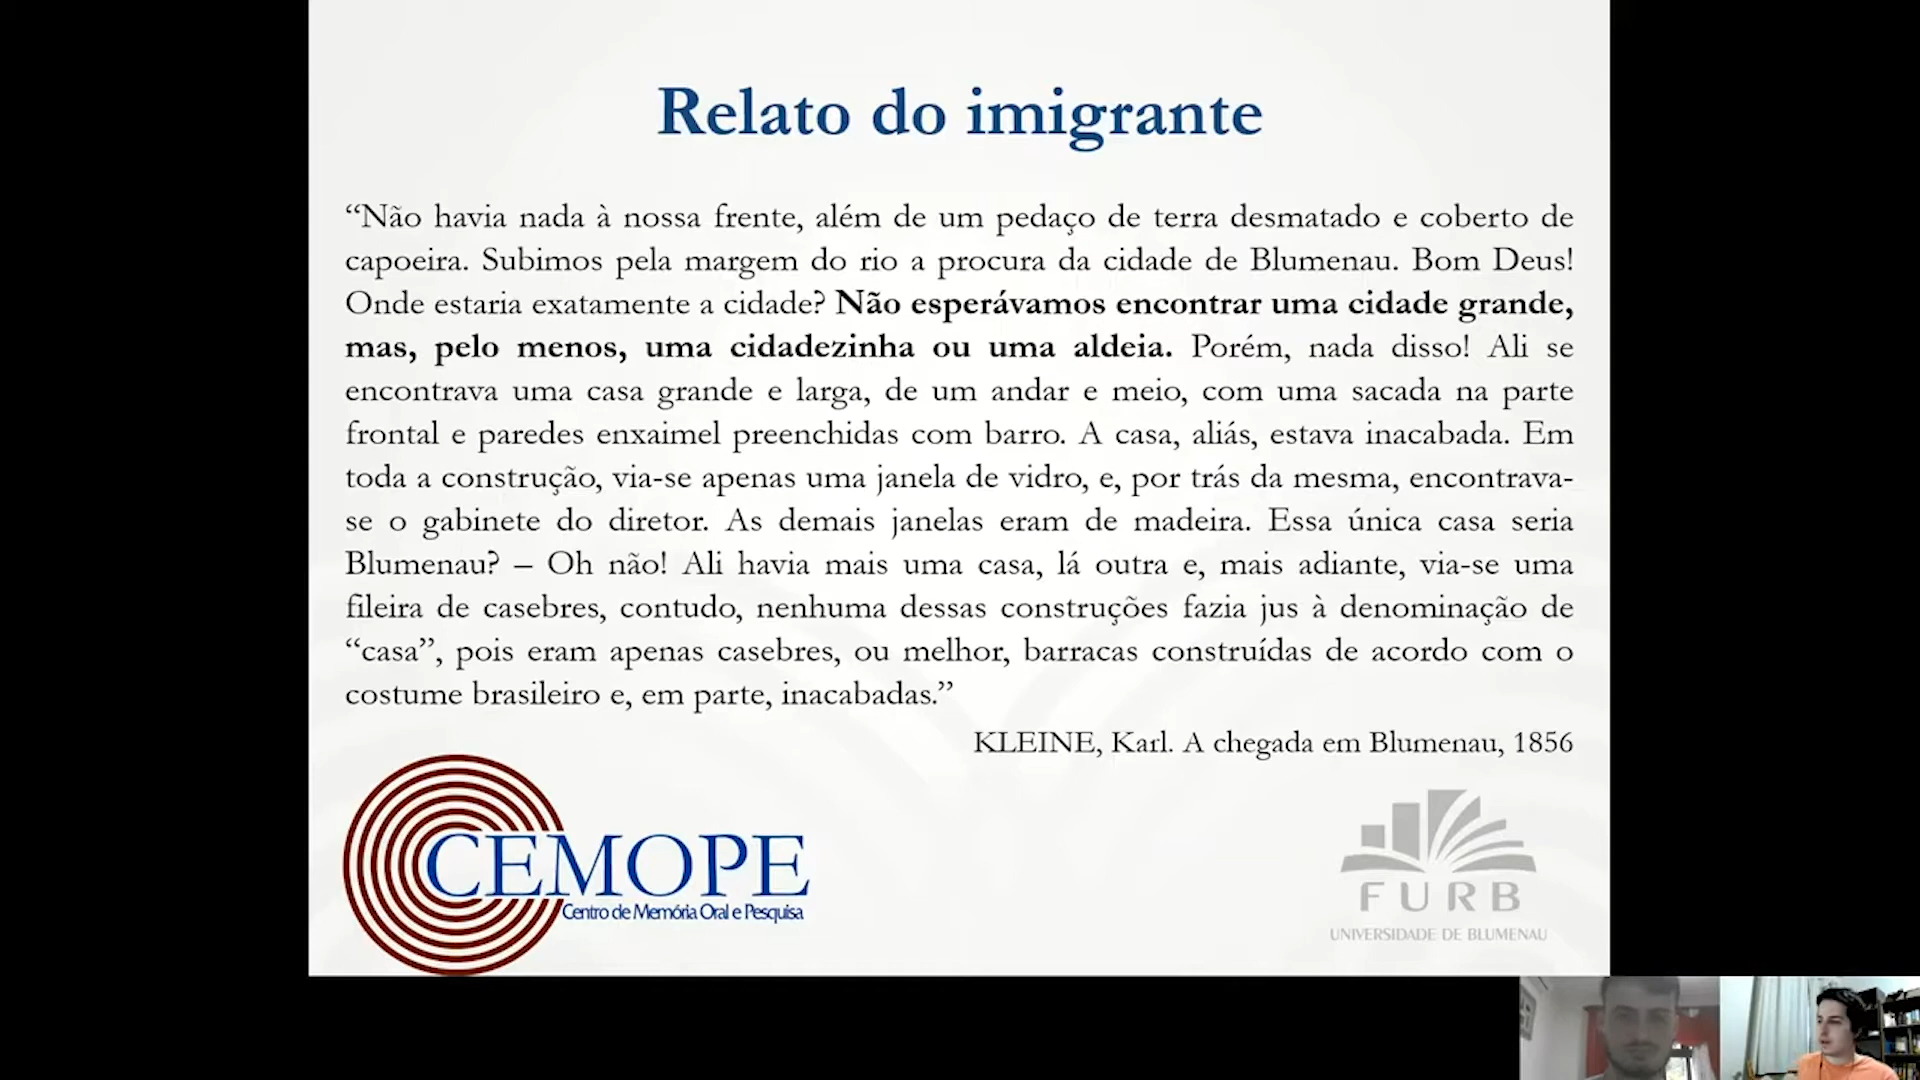 Relato do imigrante
“Não havia nada à nossa frente, além de um pedaço de terra desmatado e coberto de
capoeira. Subimos pela margem do rio a procura da cidade de Blumenau. Bom Deus!
Onde estaria exatamente a cidade? Não esperávamos encontrar uma cidade grande,
mas, pelo menos, uma cidadezinha ou uma aldeia. Porém, nada disso! Ali se
encontrava uma casa grande e larga, de um andar e meio, com uma sacada na parte
frontal e paredes enxaimel preenchidas com barro. A casa, aliás, estava inacabada. Em
toda a construção, via-se apenas uma janela de vidro, e, por trás da mesma, encontrava-
se o gabinete do diretor. As demais janelas eram de madeira. Essa única casa seria
Blumenau? – Oh não! Ali havia mais uma casa, lá outra e, mais adiante, via-se uma
fileira de casebres, contudo, nenhuma dessas construções fazia jus à denominação de
“casa”, pois eram apenas casebres, ou melhor, barracas construídas de acordo com o
costume brasileiro e, em parte, inacabadas.”
KLEINE, Karl. A chegada em Blumenau, 1856
CEMOPE
Centro de Memória Oral e Pesquisa
FURB
UNIVERSIDADE DE BLUMENAU